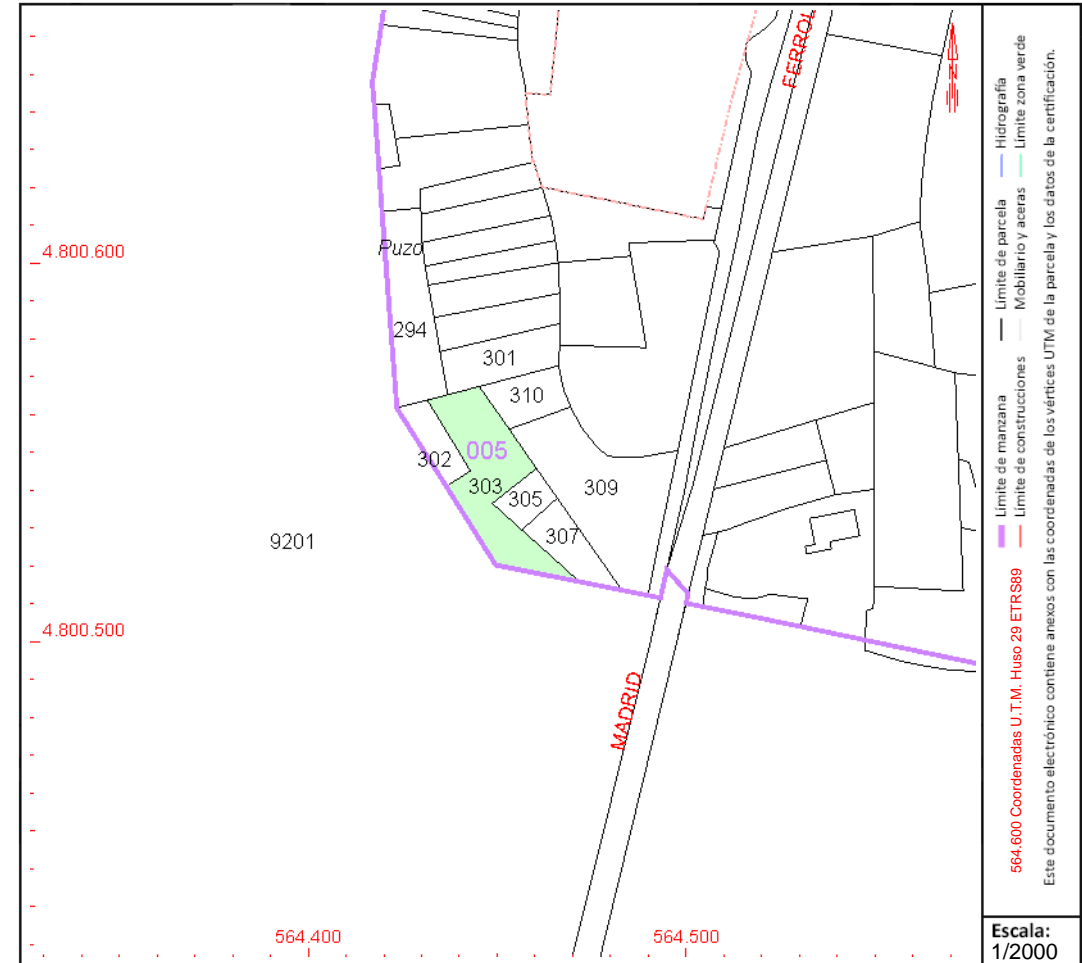 FERROL
4.800.600
Puzo
294
301
310
005
302
303
305
309
307
9201
4.800.500
MADRID
564.400
564.500
Límite de manzana
Límite de parcela
Hidrografía
564.600 Coordenadas U.T.M. Huso 29 ETRS89
Límite de construcciones
Mobiliario y aceras
Límite zona verde
Este documento electrónico contiene anexos con las coordenadas de los vértices UTM de la parcela y los datos de la certificación.
Escala:
1/2000